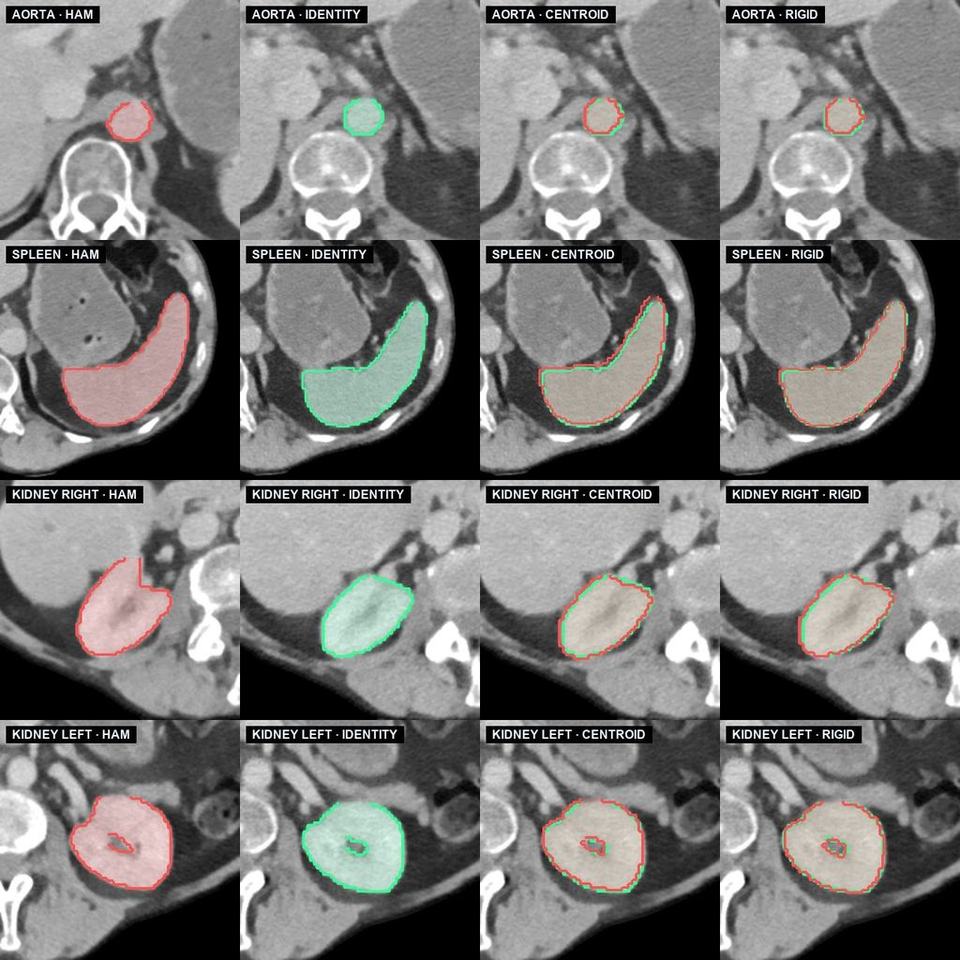 AORTA · HAM
AORTA · IDENTITY
AORTA · CENTROID
AORTA · RIGID
SPLEEN · HAM
SPLEEN · IDENTITY
SPLEEN · CENTROID
SPLEEN · RIGID
KIDNEY RIGHT · HAM
KIDNEY RIGHT · IDENTITY
KIDNEY RIGHT · CENTROID
KIDNEY RIGHT · RIGID
KIDNEY LEFT · HAM
KIDNEY LEFT · IDENTITY
KIDNEY LEFT · CENTROID
KIDNEY LEFT · RIGID